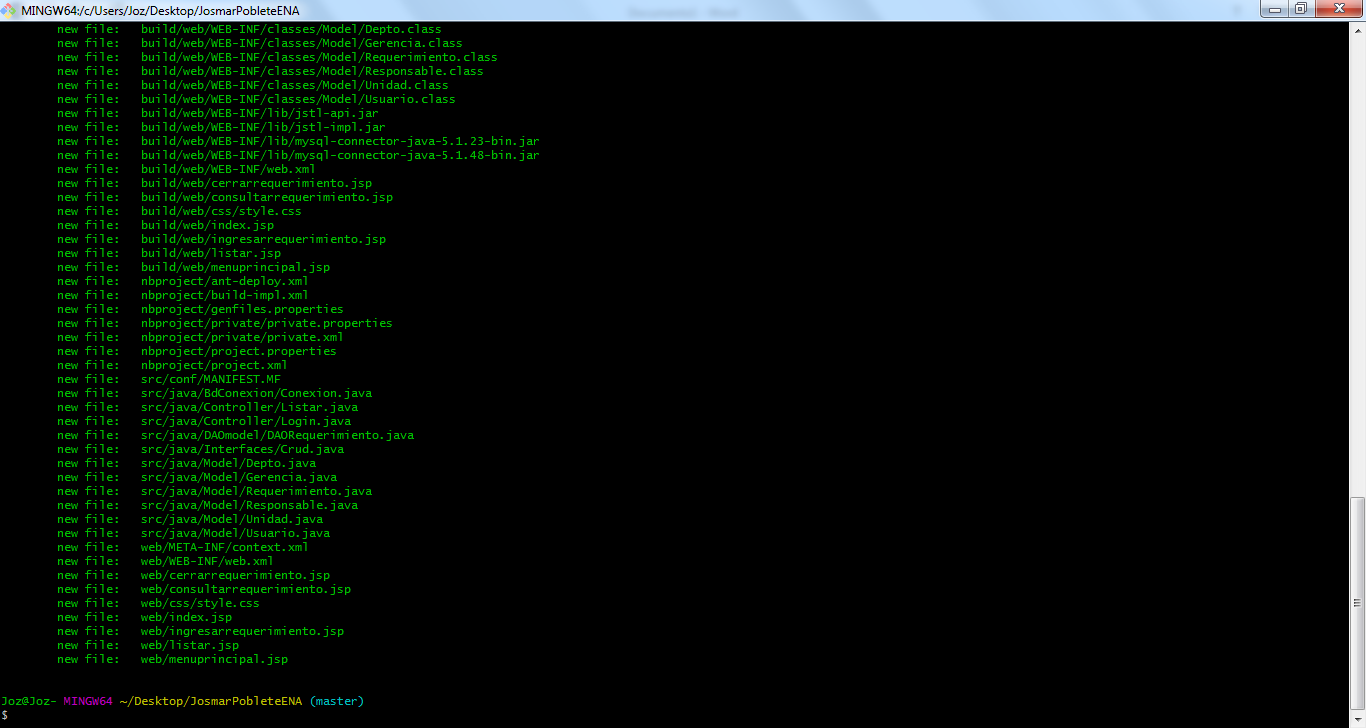 MINGW64:/c/Users/Joz/Desktop/JosmarPobleteENA
new file: build/web/WEB-INF/classes/Model/Depto.class
new file: build/web/WEB-INF/classes/Model/Gerencia.class
new file: build/web/WEB-INF/classes/Model/Requerimiento.class
new file: build/web/WEB-INF/classes/Model/Responsable.class
new file: build/web/WEB-INF/classes/Model/Unidad.class
new file: build/web/WEB-INF/classes/Model/Usuario.class
new file: build/web/WEB-INF/lib/jstl-api.jar
new file: build/web/WEB-INF/lib/jstl-impl.jar
new file: build/web/WEB-INF/lib/mysql-connector-java-5.1.23-bin.jar
new file: build/web/WEB-INF/lib/mysql-connector-java-5.1.48-bin.jar
new file: build/web/WEB-INF/web.xml
new file: build/web/cerrarrequerimiento.jsp
new file: build/web/consultarrequerimiento.jsp
new file: build/web/css/style.css
new file: build/web/index.jsp
new file: build/web/ingresarrequerimiento.jsp
new file: build/web/listar.jsp
new file: build/web/menuprincipal.jsp
new file: nbproject/ant-deploy.xml
new file: nbproject/build-impl.xml
new file: nbproject/genfiles.properties
new file: nbproject/private/private.properties
new file: nbproject/private/private.xml
new file: nbproject/project.properties
new file: nbproject/project.xml
new file: src/conf/MANIFEST.MF
new file: src/java/BdConexion/Conexion.java
new file: src/java/Controller/Listar.java
new file: src/java/Controller/Login.java
new file: src/java/DAOmodel/DAORequerimiento.java
new file: src/java/Interfaces/Crud.java
new file: src/java/Model/Depto.java
new file: src/java/Model/Gerencia.java
new file: src/java/Model/Requerimiento.java
new file: src/java/Model/Responsable.java
new file: src/java/Model/Unidad.java
new file: src/java/Model/Usuario.java
new file: web/META-INF/context.xml
new file: web/WEB-INF/web.xml
new file: web/cerrarrequerimiento.jsp
new file: web/consultarrequerimiento.jsp
new file: web/css/style.css
new file: web/index.jsp
new file: web/ingresarrequerimiento.jsp
new file: web/listar.jsp
new file: web/menuprincipal.jsp
Joz@Joz- MINGW64 ~/Desktop/JosmarPobleteENA (master)
$